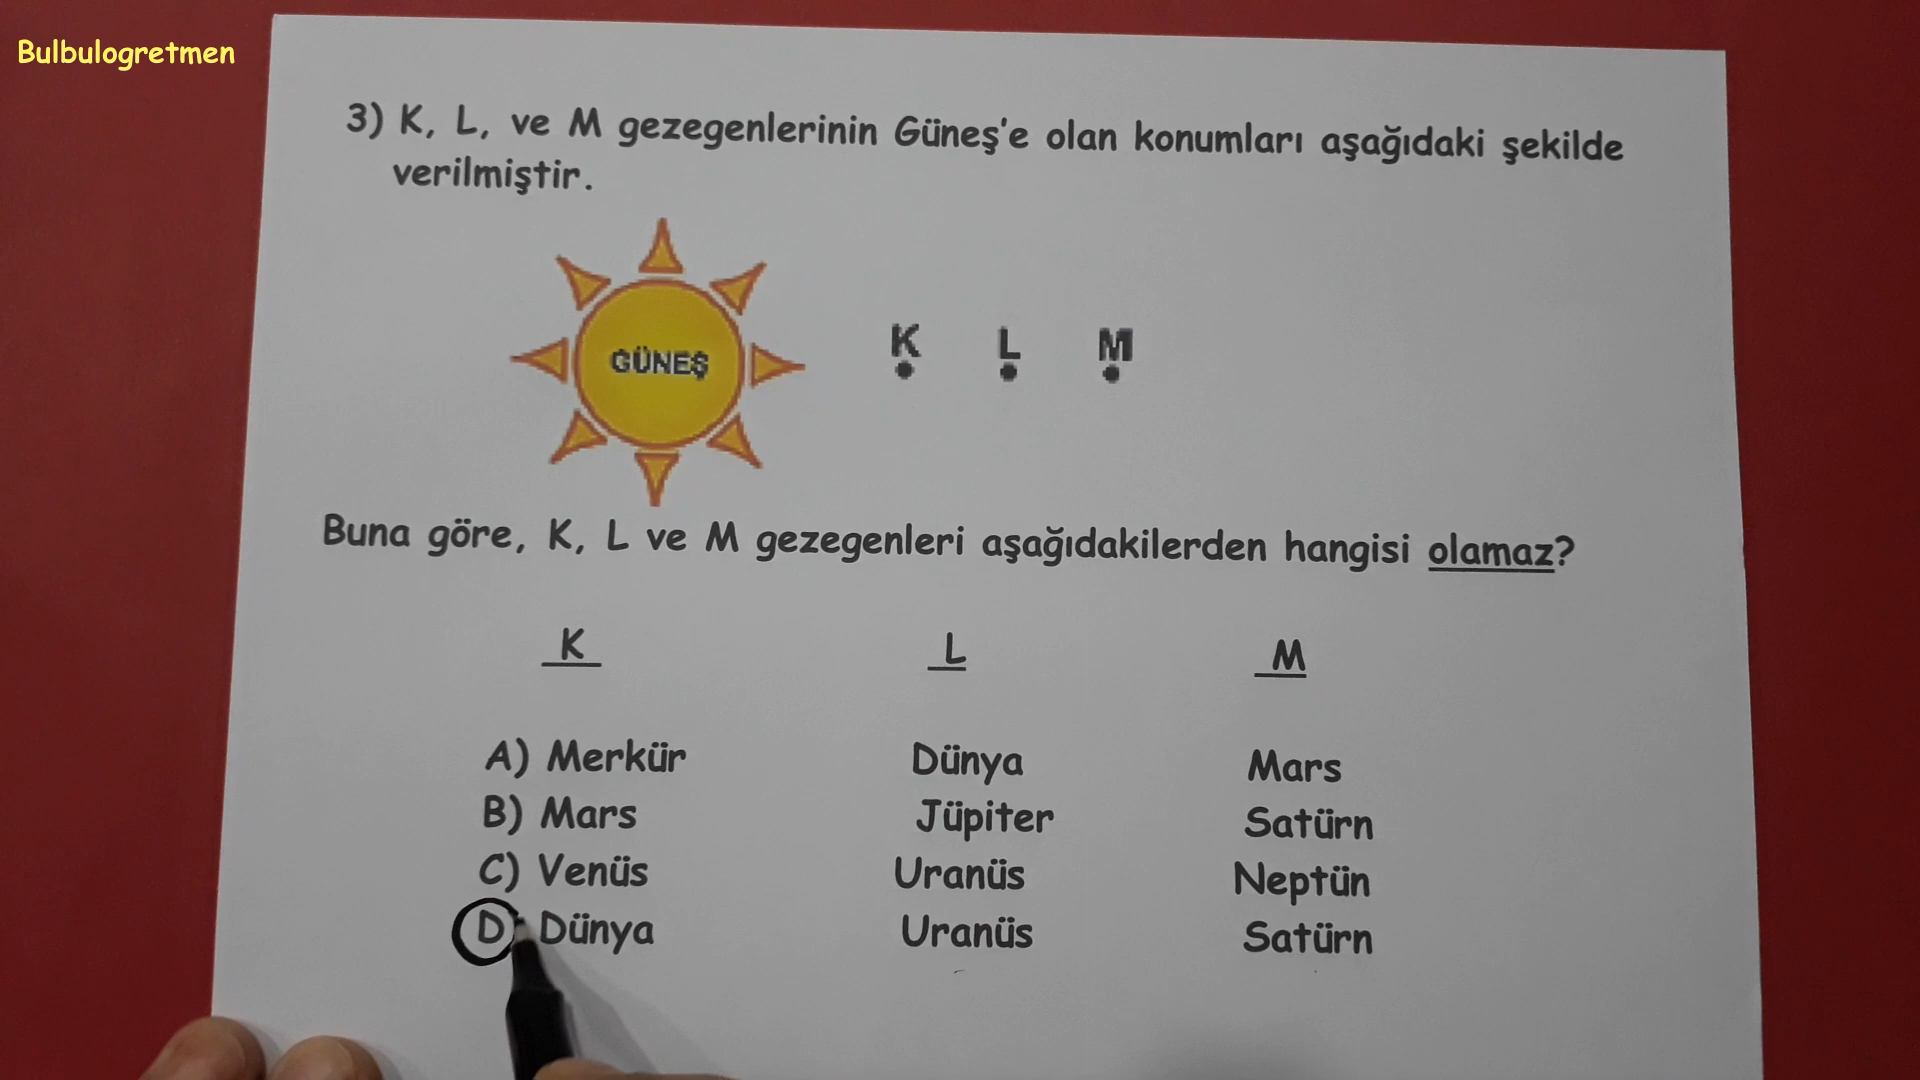 Bulbulogretmen
3) K, L, ve M gezegenlerinin Güneş'e olan konumları aşağıdaki şekilde
verilmiştir.
K L M
GÜNEŞ
Buna göre, K, L ve M gezegenleri aşağıdakilerden hangisi olamaz?
K L M
A) Merkür Dünya Mars
B) Mars Jüpiter Satürn
C) Venüs Uranüs Neptün
D) Dünya Uranüs Satürn